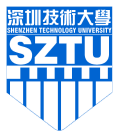 深圳技術大學
SHENZHEN TECHNOLOGY UNIVERSITY
SZTU